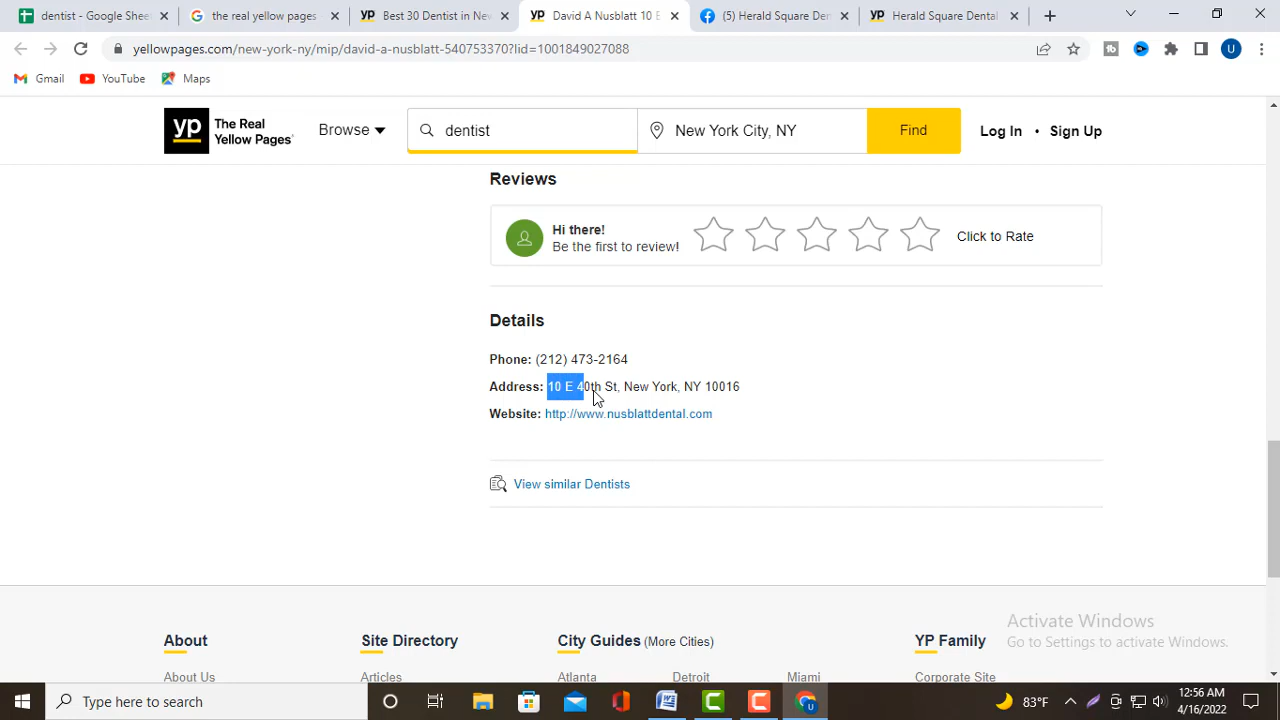 dentist - Google Shee
the real yellow pages
Best 30 Dentist in Nev
David A Nusblatt 10 E
(5) Herald Square Den
Herald Square Dental
yellowpages.com/new-york-ny/mip/david-a-nusblatt-540753370?lid=1001849027088
U
Gmail
YouTube
Maps
yp
The Real
Yellow Pages
Browse
dentist
New York City, NY
Find
Log In • Sign Up
Reviews
Hi there!
Be the first to review!
Click to Rate
Details
Phone: (212) 473-2164
Address: 10 E 40th St, New York, NY 10016
Website: http://www.nusblattdental.com
View similar Dentists
Activate Windows
Go to Settings to activate Windows.
About
Site Directory
City Guides (More Cities)
YP Family
About Us
Articles
Atlanta
Detroit
Miami
Corporate Site
Type here to search
83°F
12:56 AM
4/16/2022